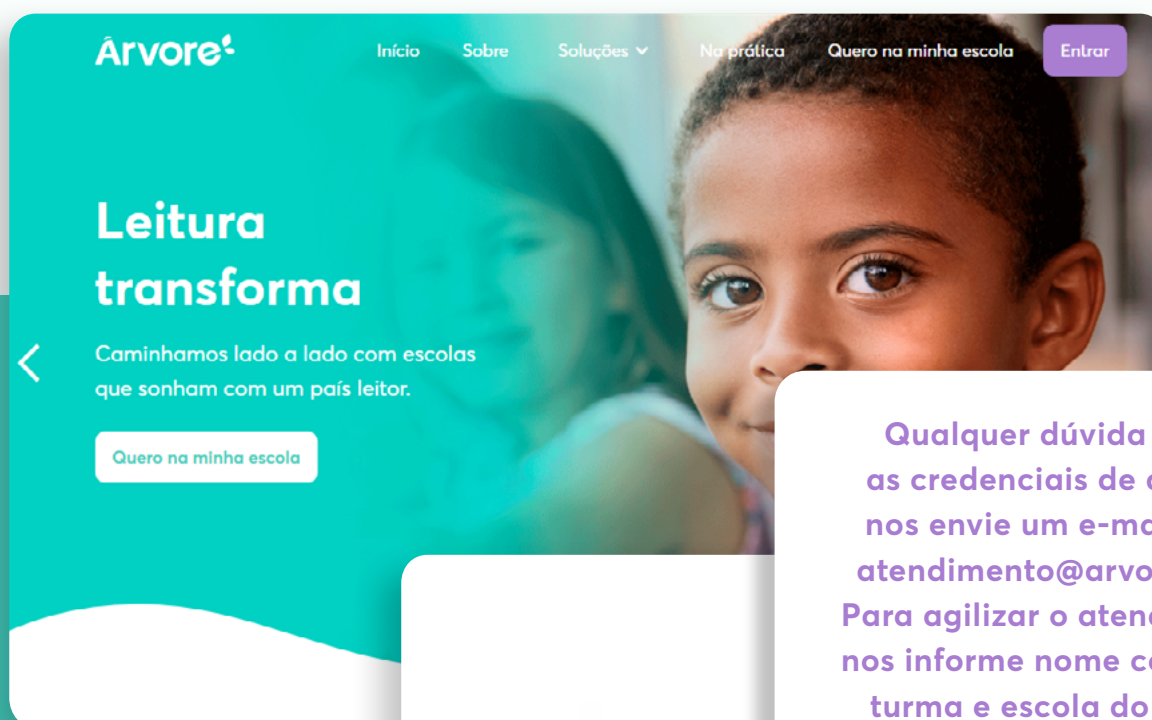 Árvore
Início Sobre Soluções Na prática Quero na minha escola Entrar
Leitura
transforma
Caminhamos lado a lado com escolas
que sonham com um país leitor.
Quero na minha escola
Qualquer dúvida
as credenciais de
nos envie um e-ma
atendimento@arvo
Para agilizar o aten
nos informe nome c
turma e escola do